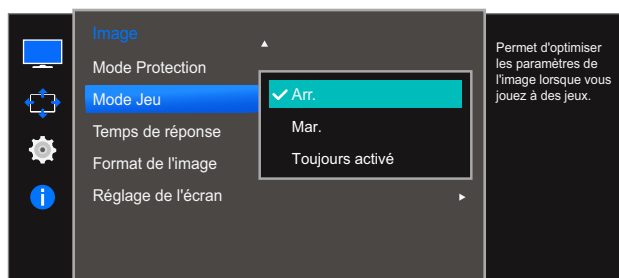 Image
Mode Protection
Mode Jeu
Temps de réponse
Format de l'image
Réglage de l'écran
Arr.
Mar.
Toujours activé
Permet d'optimiser
les paramètres de
l'image lorsque vous
jouez à des jeux.